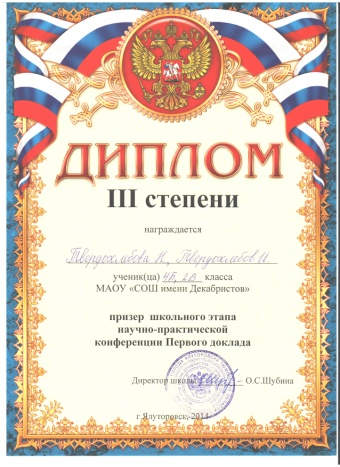 ДИПЛОМ
III степени
награждается
Твердохлебова Н., Твердохлебов И.
ученик(ца) 4Б, 2В класса
МАОУ «СОШ имени Декабристов»
призер школьного этапа
научно-практической
конференции Первого доклада
Директор школы О.С.Шубина
г.Ялуторовск, 2014